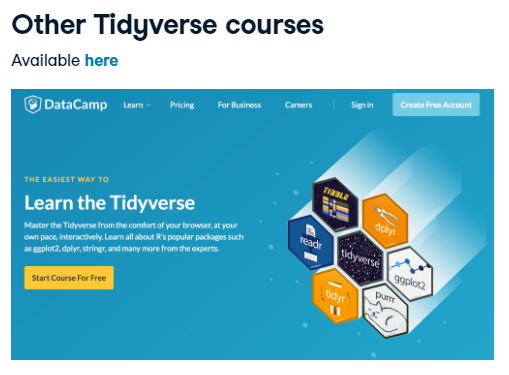 Other Tidyverse courses
Available here
DataCamp Learn Pricing For Business Careers Sign in Create Free Account
THE EASIEST WAY TO
Learn the Tidyverse
Master the Tidyverse from the comfort of your browser, at your
own pace, interactively. Learn all about R's popular packages such
as ggplot2, dplyr, stringr, and many more from the experts.
Start Course For Free
TIBBLE
dplyr
readr
tidyverse
ggplot2
tidyr
purrr